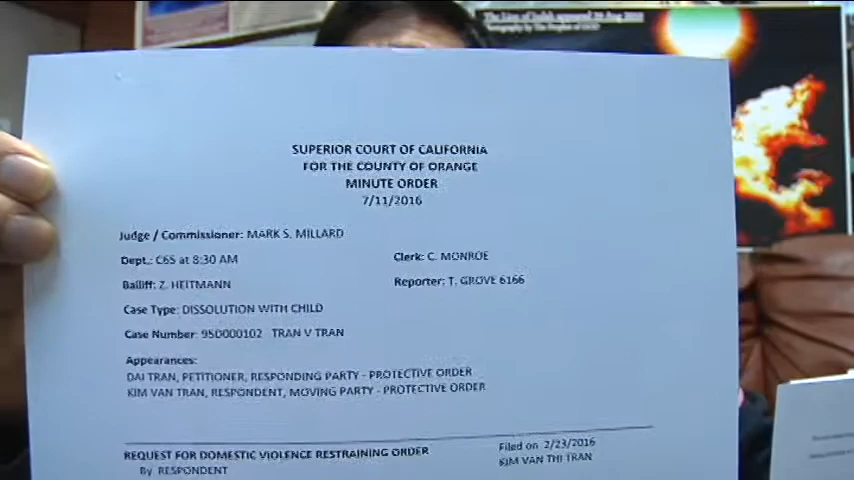 SUPERIOR COURT OF CALIFORNIA
FOR THE COUNTY OF ORANGE
MINUTE ORDER
7/11/2016
Judge / Commissioner: MARK S. MILLARD
Dept.: C65 at 8:30 AM
Clerk: C. MONROE
Bailiff: Z. HEITMANN
Reporter: T. GROVE 6166
Case Type: DISSOLUTION WITH CHILD
Case Number: 95D000102 TRAN V TRAN
Appearances:
DAI TRAN, PETITIONER, RESPONDING PARTY - PROTECTIVE ORDER
KIM VAN TRAN, RESPONDENT, MOVING PARTY - PROTECTIVE ORDER
REQUEST FOR DOMESTIC VIOLENCE RESTRAINING ORDER
Filed on 2/23/2016
By RESPONDENT
KIM VAN THI TRAN